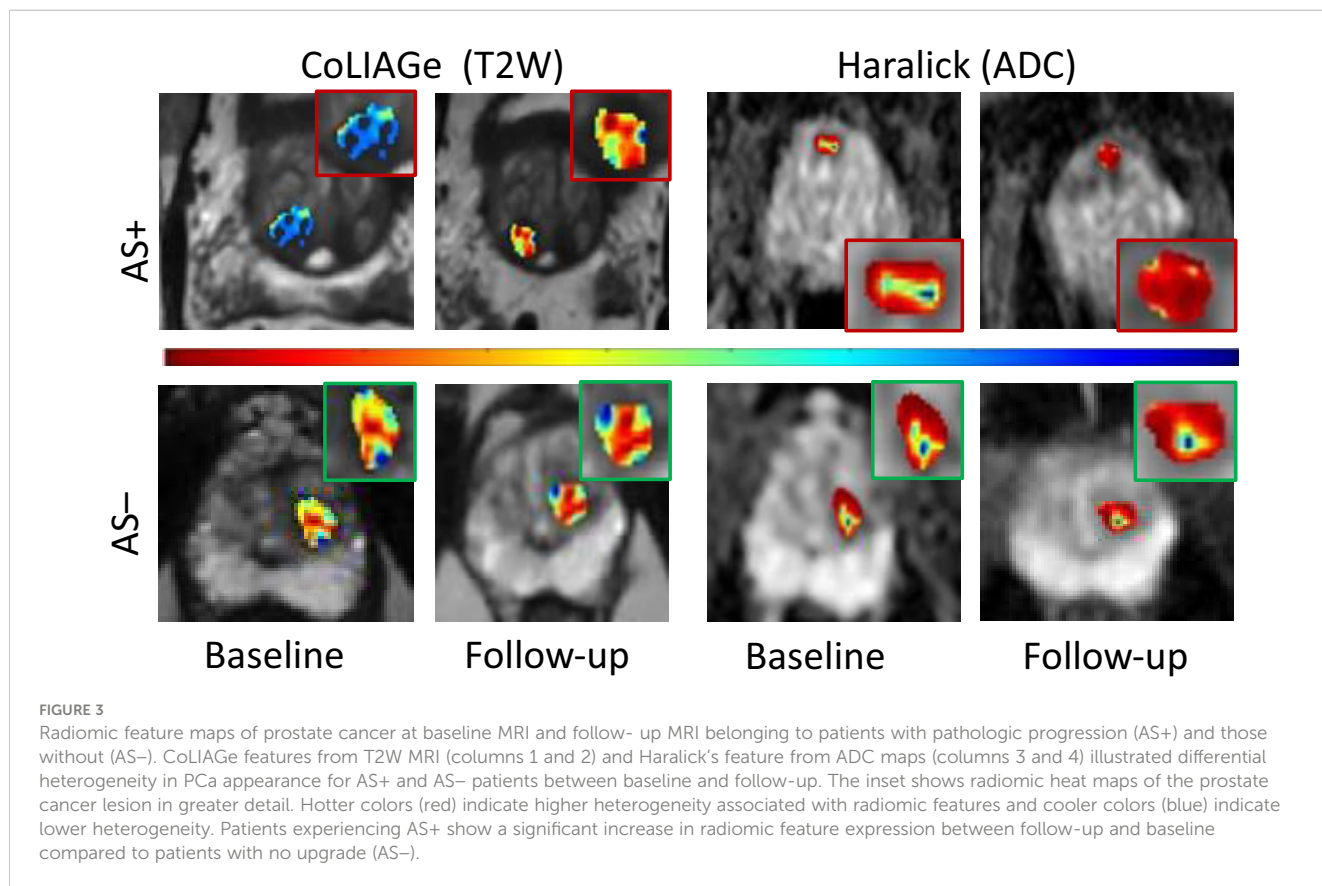 CoLIAGe (T2W)
Haralick (ADC)
AS+
AS–
Baseline
Follow-up
Baseline
Follow-up
FIGURE 3
Radiomic feature maps of prostate cancer at baseline MRI and follow- up MRI belonging to patients with pathologic progression (AS+) and those
without (AS–). CoLIAGe features from T2W MRI (columns 1 and 2) and Haralick's feature from ADC maps (columns 3 and 4) illustrated differential
heterogeneity in PCa appearance for AS+ and AS– patients between baseline and follow-up. The inset shows radiomic heat maps of the prostate
cancer lesion in greater detail. Hotter colors (red) indicate higher heterogeneity associated with radiomic features and cooler colors (blue) indicate
lower heterogeneity. Patients experiencing AS+ show a significant increase in radiomic feature expression between follow-up and baseline
compared to patients with no upgrade (AS–).